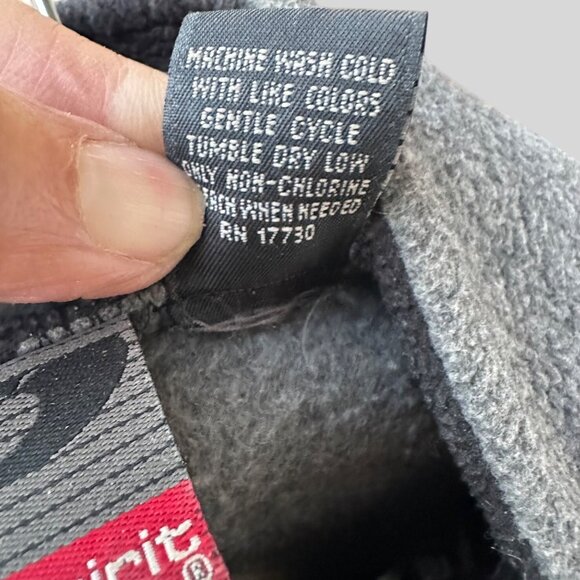 MACHINE WASH COLD
WITH LIKE COLORS
GENTLE CYCLE
TUMBLE DRY LOW
NON-CHLORINE
WHEN NEEDED
RN 17730
®